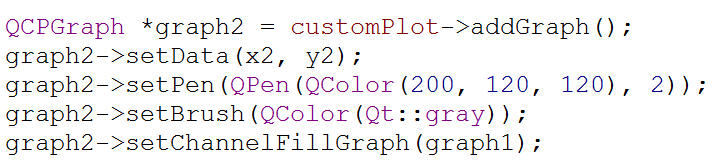 QCPGraph *graph2 = customPlot->addGraph();
graph2->setData(x2, y2);
graph2->setPen(QPen(QColor(200, 120, 120), 2));
graph2->setBrush(QColor(Qt::gray));
graph2->setChannelFillGraph(graph1);